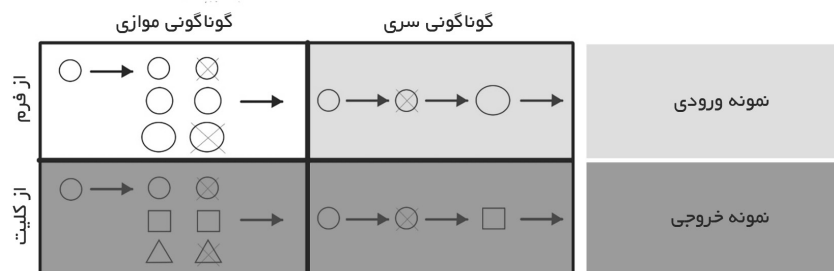 گوناگونی موازی
گوناگونی سری
از فرم
نمونه ورودی
از کلیت
نمونه خروجی